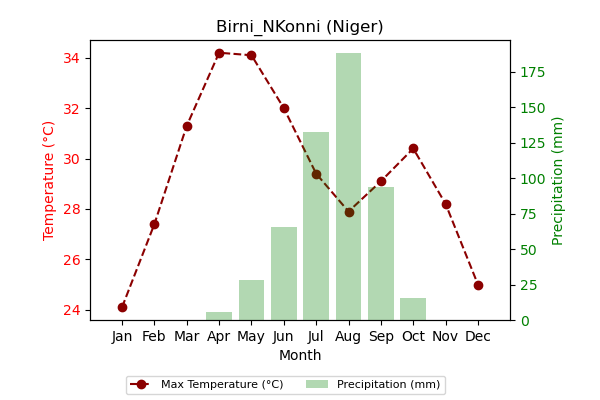 Birni_NKonni (Niger)
Temperature (°C)
34
32
30
28
26
24
175
150
125
100
75
50
25
0
Precipitation (mm)
Jan Feb Mar Apr May Jun Jul Aug Sep Oct Nov Dec
Month
Max Temperature (°C) Precipitation (mm)